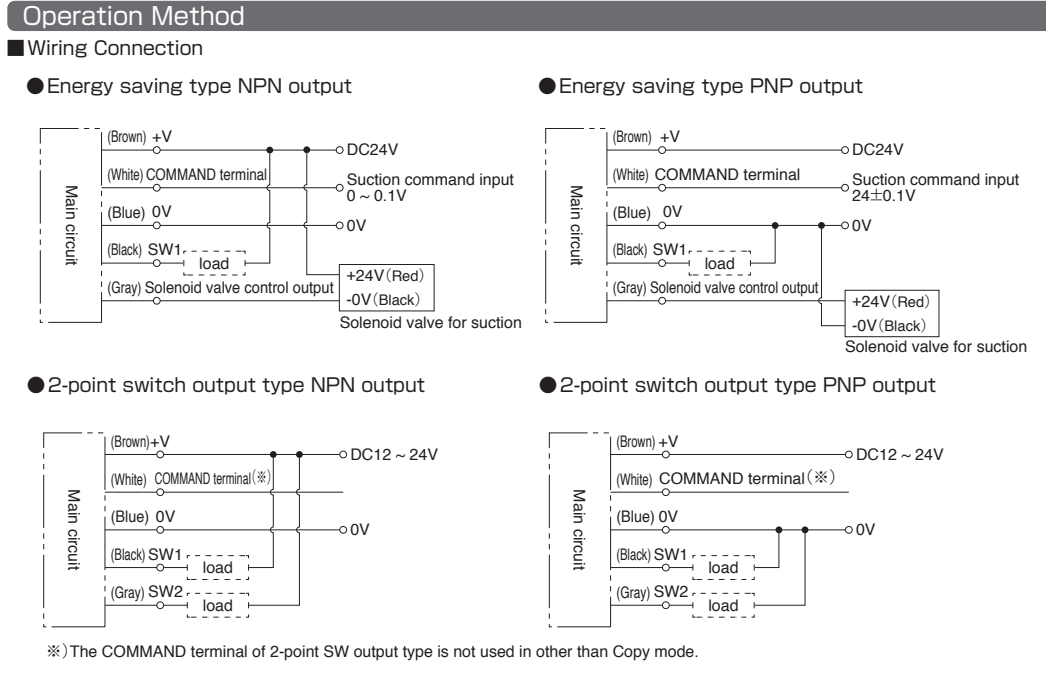 Operation Method
■Wiring Connection
●Energy saving type NPN output
(Brown) +V
DC24V
(White) COMMAND terminal
Suction command input
0～0.1V
(Blue) 0V
0V
(Black) SW1
load
(Gray) Solenoid valve control output
+24V(Red)
-0V(Black)
Solenoid valve for suction
Main circuit
●Energy saving type PNP output
(Brown) +V
DC24V
(White) COMMAND terminal
Suction command input
24±0.1V
(Blue) 0V
0V
(Black) SW1
load
(Gray) Solenoid valve control output
+24V(Red)
-0V(Black)
Solenoid valve for suction
Main circuit
●2-point switch output type NPN output
(Brown)+V
DC12～24V
(White) COMMAND terminal(※)
(Blue) 0V
0V
(Black) SW1
load
(Gray) SW2
load
Main circuit
●2-point switch output type PNP output
(Brown) +V
DC12～24V
(White) COMMAND terminal(※)
(Blue) 0V
0V
(Black) SW1
load
(Gray) SW2
load
Main circuit
※)The COMMAND terminal of 2-point SW output type is not used in other than Copy mode.